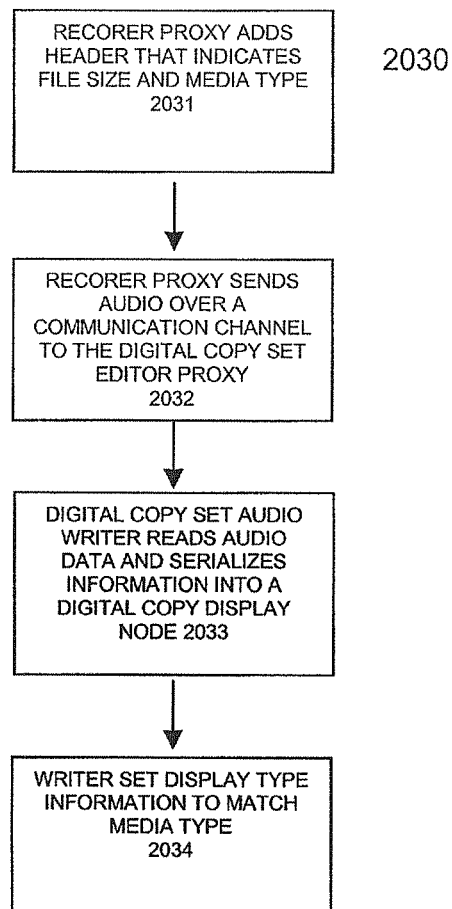 RECORER PROXY ADDS
HEADER THAT INDICATES
FILE SIZE AND MEDIA TYPE
2031
2030
RECORER PROXY SENDS
AUDIO OVER A
COMMUNICATION CHANNEL
TO THE DIGITAL COPY SET
EDITOR PROXY
2032
DIGITAL COPY SET AUDIO
WRITER READS AUDIO
DATA AND SERIALIZES
INFORMATION INTO A
DIGITAL COPY DISPLAY
NODE 2033
WRITER SET DISPLAY TYPE
INFORMATION TO MATCH
MEDIA TYPE
2034